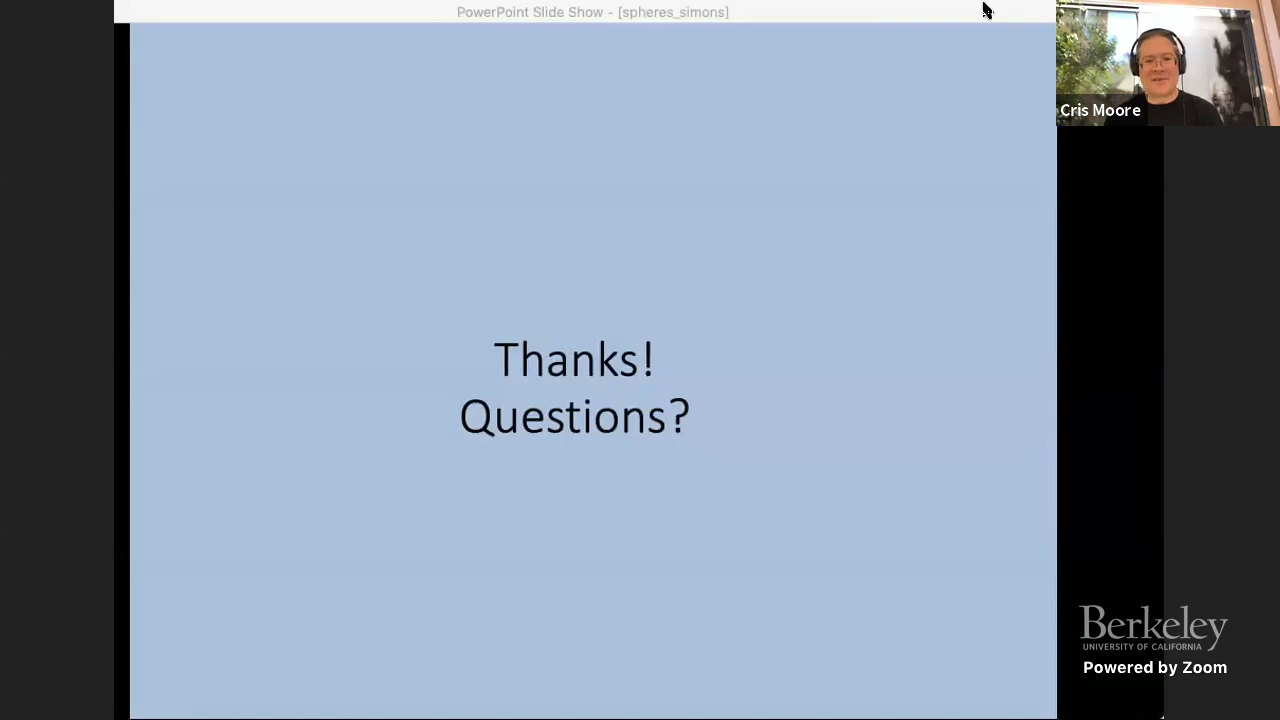 PowerPoint Slide Show - [spheres_simons]
Cris Moore
Thanks!
Questions?
Berkeley
UNIVERSITY OF CALIFORNIA
Powered by Zoom